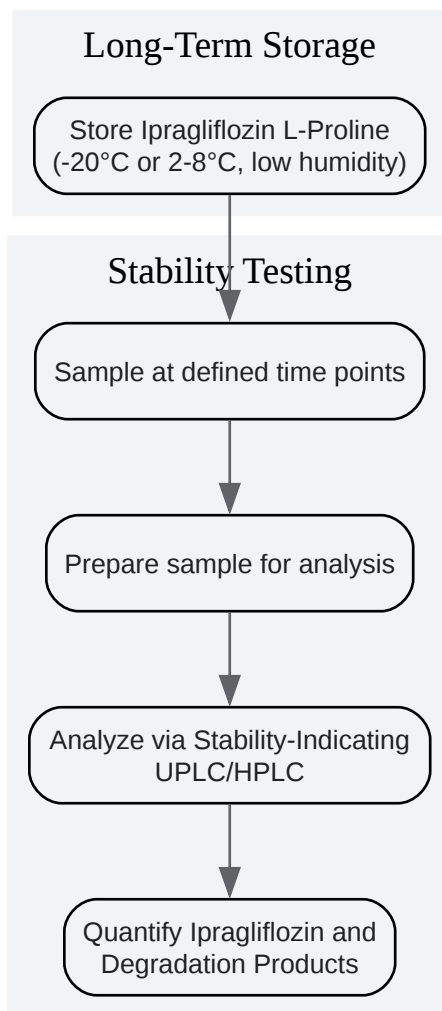 Long-Term Storage
Store Ipragliflozin L-Proline
(-20°C or 2-8°C, low humidity)
Stability Testing
Sample at defined time points
Prepare sample for analysis
Analyze via Stability-Indicating
UPLC/HPLC
Quantify Ipragliflozin and
Degradation Products